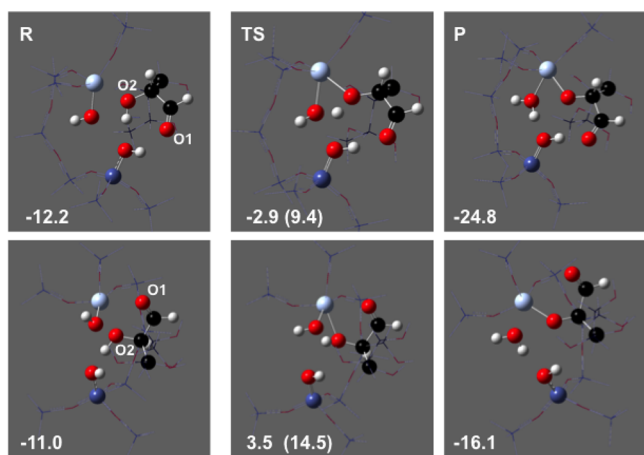 R
TS
P
O2
O1
-12.2
-2.9 (9.4)
-24.8
O1
O2
-11.0
3.5 (14.5)
-16.1